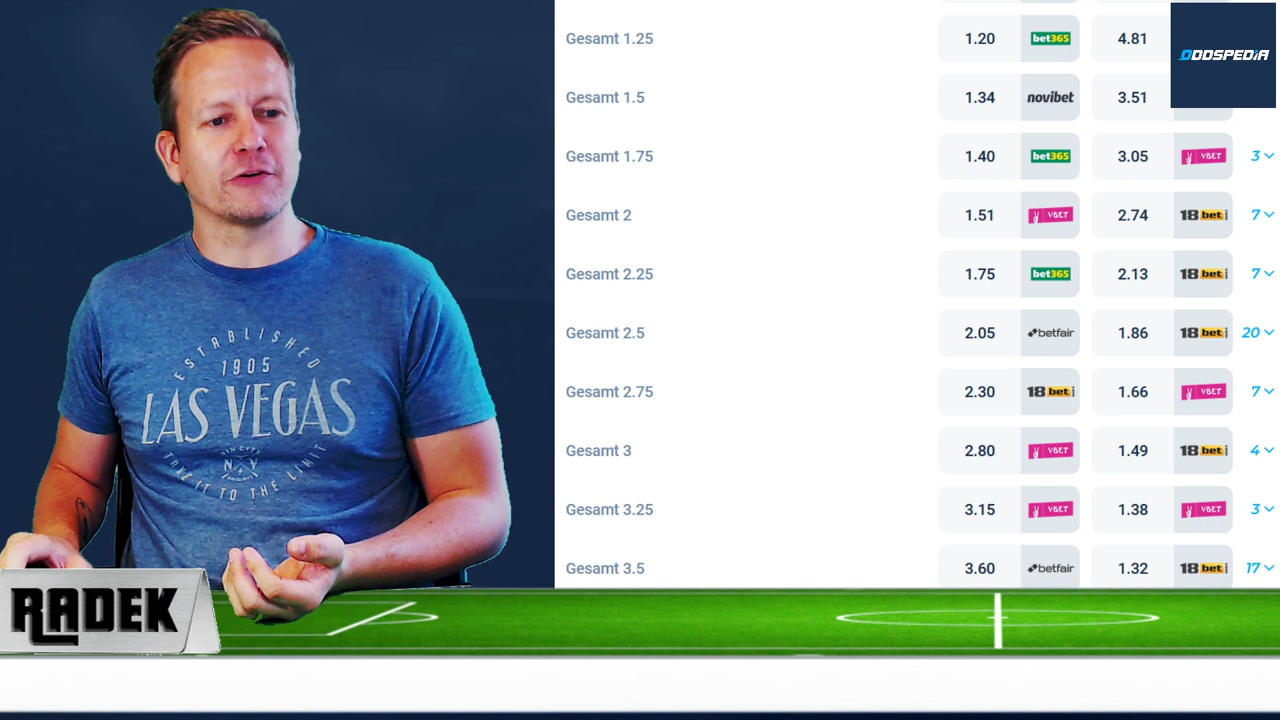 Gesamt 1.25 1.20 bet365 4.81
ODDSPEDIA
Gesamt 1.5 1.34 novibet 3.51
Gesamt 1.75 1.40 bet365 3.05 VBET 3
Gesamt 2 1.51 VBET 2.74 18bet 7
Gesamt 2.25 1.75 bet365 2.13 18bet 7
Gesamt 2.5 2.05 betfair 1.86 18bet 20
Gesamt 2.75 2.30 18bet 1.66 VBET 7
Gesamt 3 2.80 VBET 1.49 18bet 4
Gesamt 3.25 3.15 VBET 1.38 VBET 3
Gesamt 3.5 3.60 betfair 1.32 18bet 17
ESTABLISHED
1905
LAS VEGAS
SIN CITY
N V
TAKE IT TO THE LIMIT
RADEK